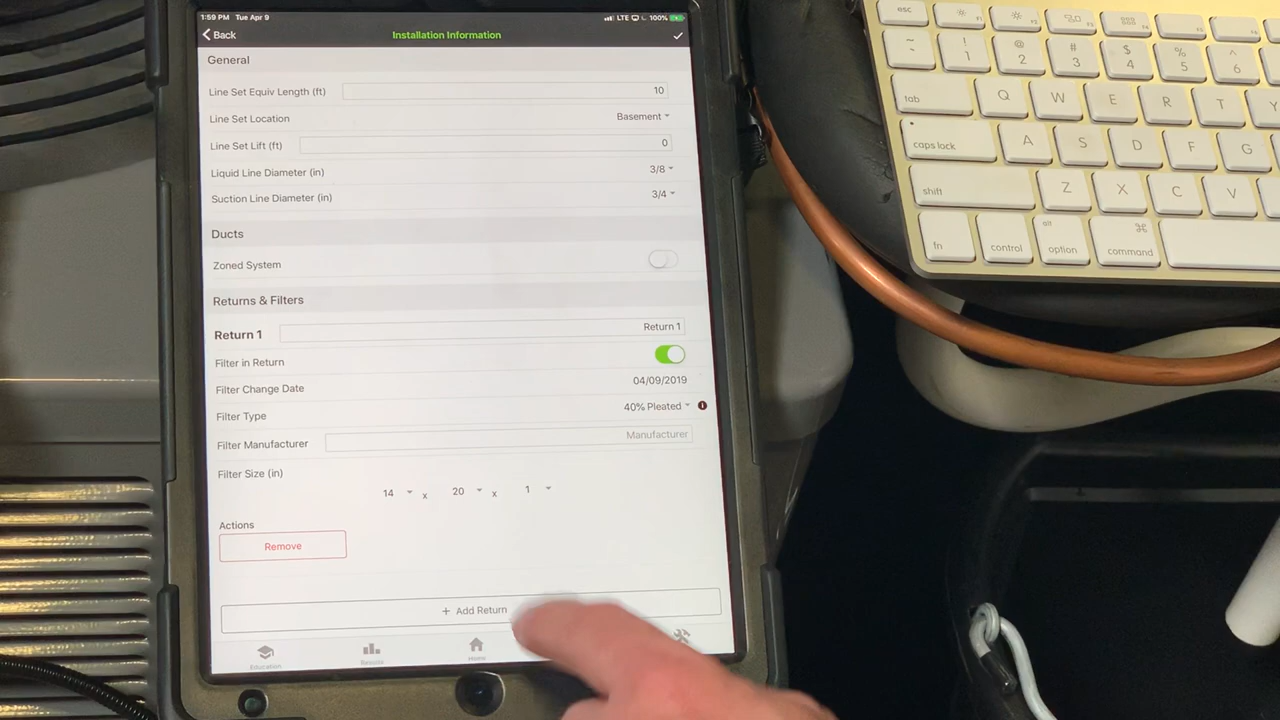 1:59 PM Tue Apr 9
LTE 100%
Back
Installation Information
General
Line Set Equiv Length (ft) 10
Line Set Location Basement
Line Set Lift (ft) 0
Liquid Line Diameter (in) 3/8
Suction Line Diameter (in) 3/4
Ducts
Zoned System
Returns & Filters
Return 1 Return 1
Filter in Return
Filter Change Date 04/09/2019
Filter Type 40% Pleated
Filter Manufacturer Manufacturer
Filter Size (in)
14 x 20 x 1
Actions
Remove
+ Add Return
Education Results Home
esc
~ ! @ # $ % ^
1 2 3 4 5 6
tab Q W E R T Y
caps lock A S D F G
shift Z X C V
alt ⌘
fn control option command